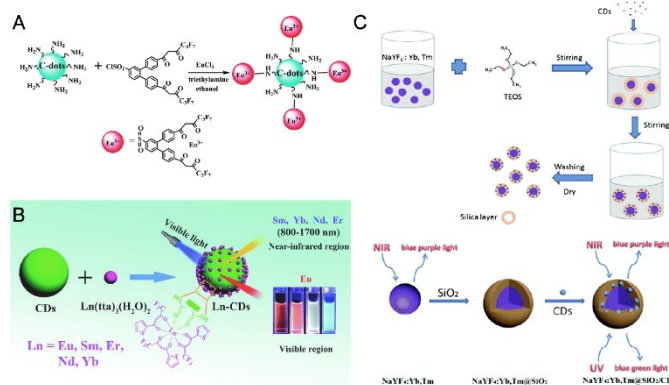 A
NH₂
NH₂
H₂N
H₂N
NH₂
H₂N
C-dots
+
ClSO₂
C₃F₇
C₃F₇
EuCl₃
triethylamine
ethanol
Eu³⁺
Eu³⁺
C-dots
Eu³⁺
Eu³⁺
NH
Eu³⁺
=
Eu³⁺
C₃F₇
C₃F₇
B
Visible light
Sm, Yb, Nd, Er
(800-1700 nm)
Near-infrared region
Eu
CDs
+
Ln(tta)₃(H₂O)₂
Ln-CDs
Ln = Eu, Sm, Er,
Nd, Yb
Visible region
C
CDs
NaYF₄: Yb, Tm
TEOS
Stirring
Stirring
Washing
Dry
Silica layer
NIR
blue purple light
NIR
blue purple light
SiO₂
CDs
UV
blue green light
NaYF₄:Yb,Tm
NaYF₄:Yb,Tm@SiO₂
NaYF₄:Yb,Tm@SiO₂/CD